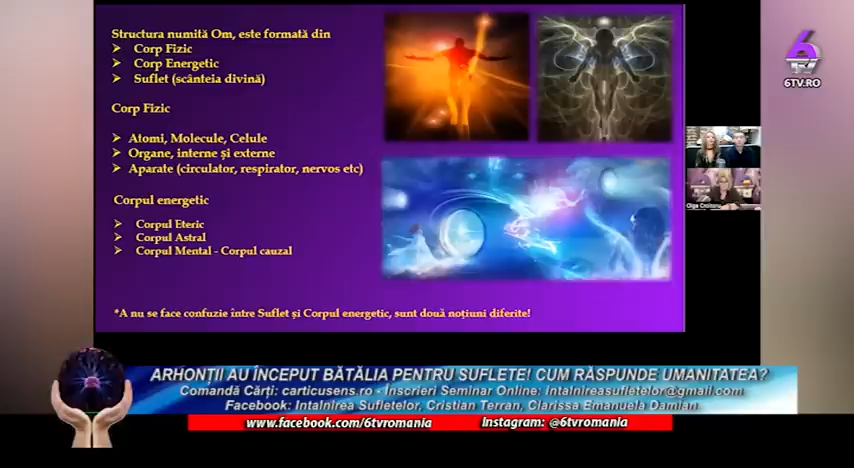 Structura numită Om, este formată din
➢ Corp Fizic
➢ Corp Energetic
➢ Suflet (scânteia divină)
Corp Fizic
➢ Atomi, Molecule, Celule
➢ Organe, interne și externe
➢ Aparate (circulator, respirator, nervos etc)
Corpul energetic
➢ Corpul Eteric
➢ Corpul Astral
➢ Corpul Mental - Corpul cauzal
*A nu se face confuzie între Suflet și Corpul energetic, sunt două noțiuni diferite!
6
TV
6TV.RO
Olga Croitoru
ARHONȚII AU ÎNCEPUT BĂTĂLIA PENTRU SUFLETE! CUM RĂSPUNDE UMANITATEA?
Comandă Cărți: carticusens.ro - Înscrieri Seminar Online: intalnireasufletelor@gmail.com
Facebook: Intalnirea Sufletelor, Cristian Terran, Clarissa Emanuela Damian
www.facebook.com/6tvromania Instagram: @6tvromania